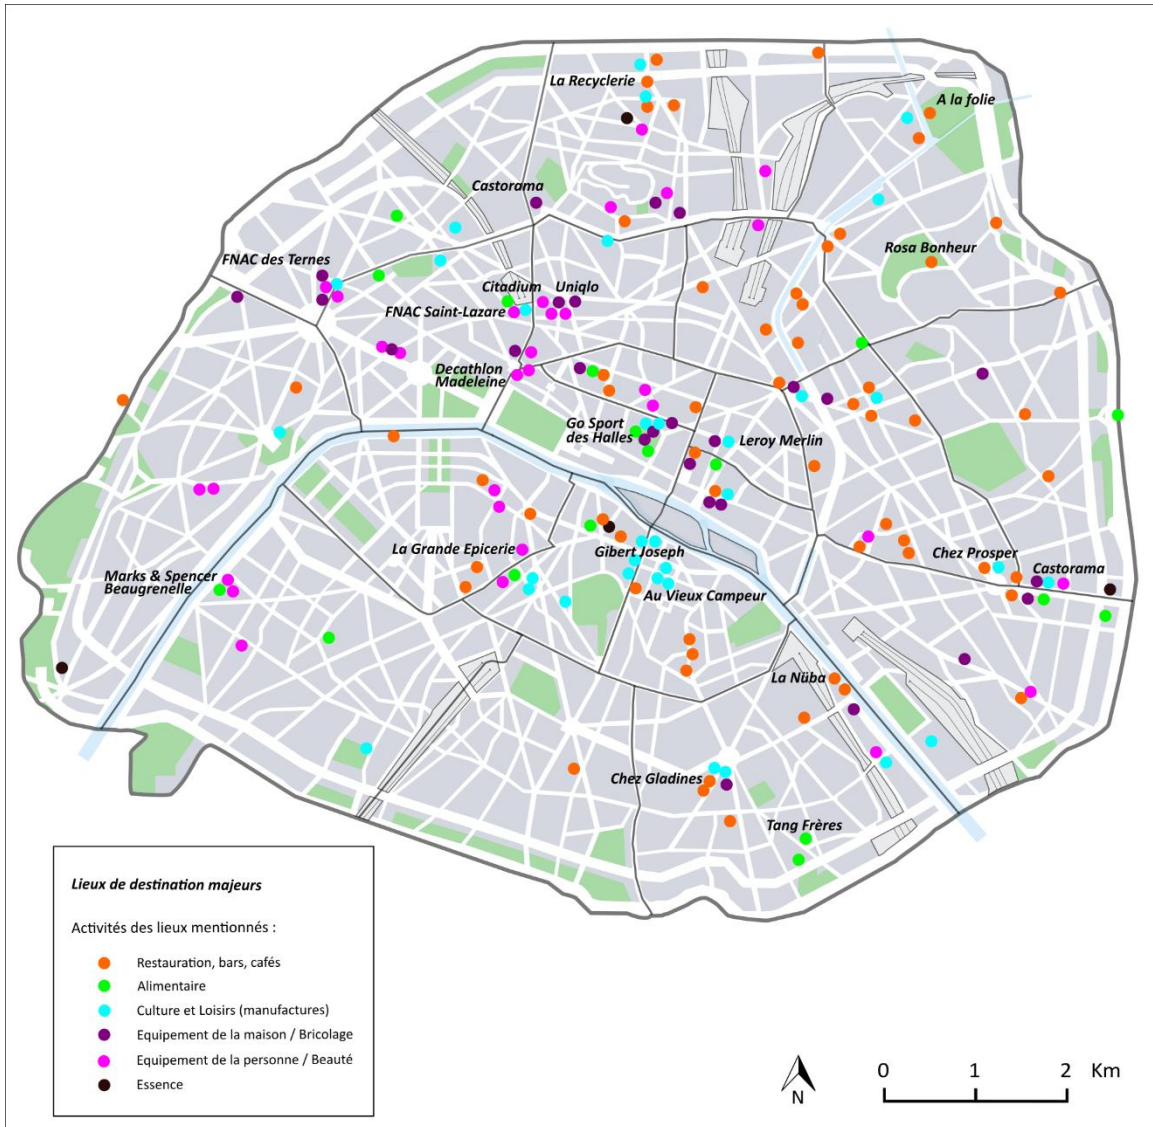 La Recyclerie
A la folie
Castorama
Rosa Bonheur
FNAC des Ternes
Citadium
Uniqlo
FNAC Saint-Lazare
Decathlon
Madeleine
Go Sport
des Halles
Leroy Merlin
La Grande Epicerie
Gibert Joseph
Chez Prosper
Castorama
Marks & Spencer
Beaugrenelle
Au Vieux Campeur
La Nüba
Chez Gladines
Tang Frères
Lieux de destination majeurs
Activités des lieux mentionnés :
Restauration, bars, cafés
Alimentaire
Culture et Loisirs (manufactures)
Equipement de la maison / Bricolage
Equipement de la personne / Beauté
Essence
N
0 1 2 Km